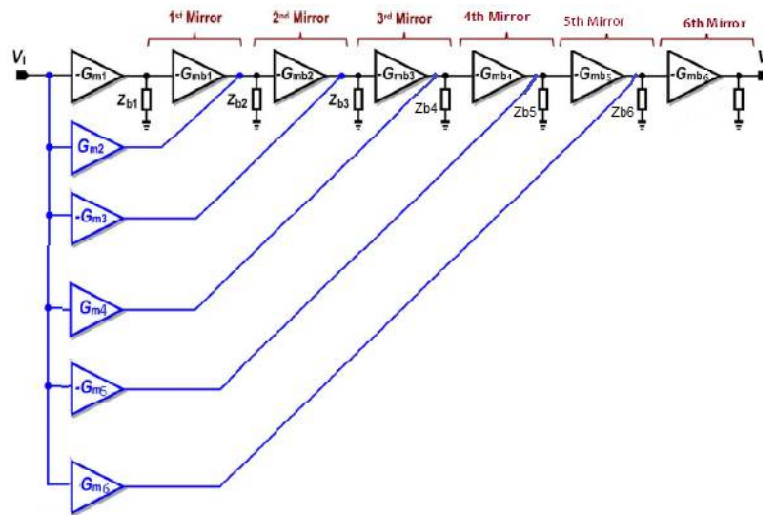 1st Mirror 2nd Mirror 3rd Mirror 4th Mirror 5th Mirror 6th Mirror
Vi -Gm1 -Gmb1 -Gmb2 -Gmb3 -Gmb4 -Gmb5 -Gmb6 V
Zb1 Zb2 Zb3 Zb4 Zb5 Zb6
Gm2
-Gm3
Gm4
-Gm5
Gm6